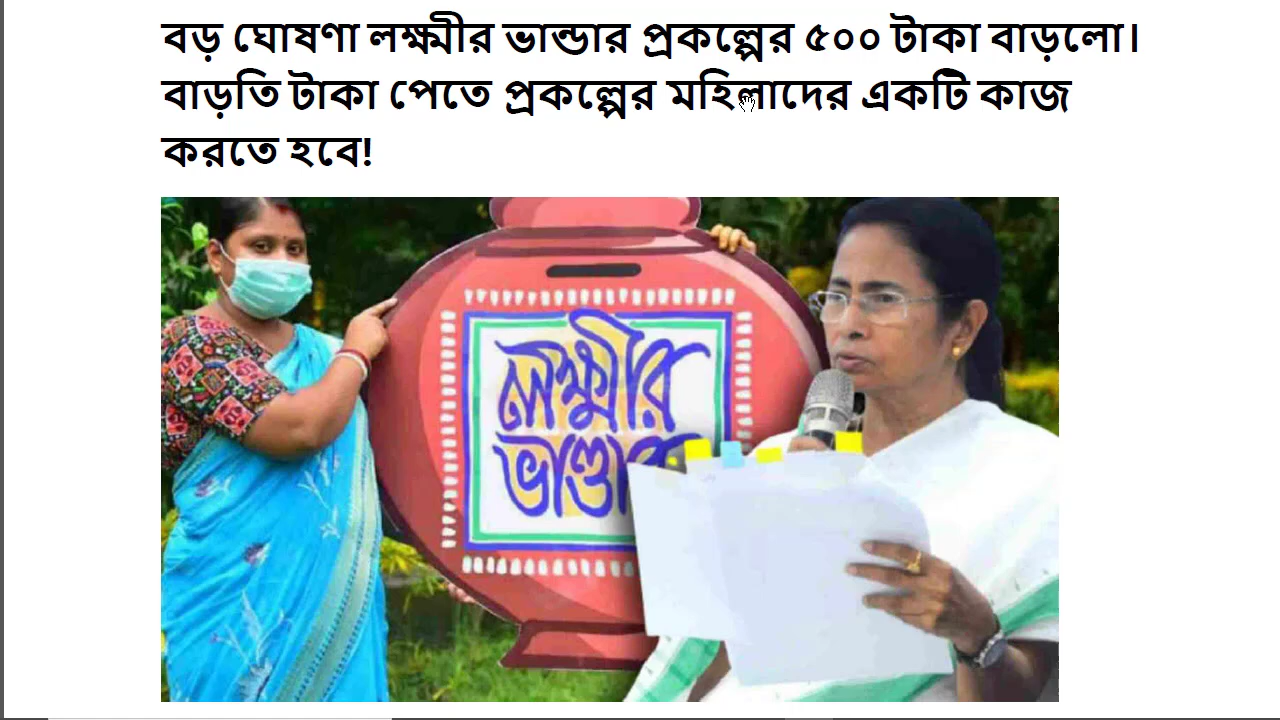 বড় ঘোষণা লক্ষ্মীর ভান্ডার প্রকল্পের ৫০০ টাকা বাড়লো।
বাড়তি টাকা পেতে প্রকল্পের মহিলাদের একটি কাজ
করতে হবে!
লক্ষ্মীর